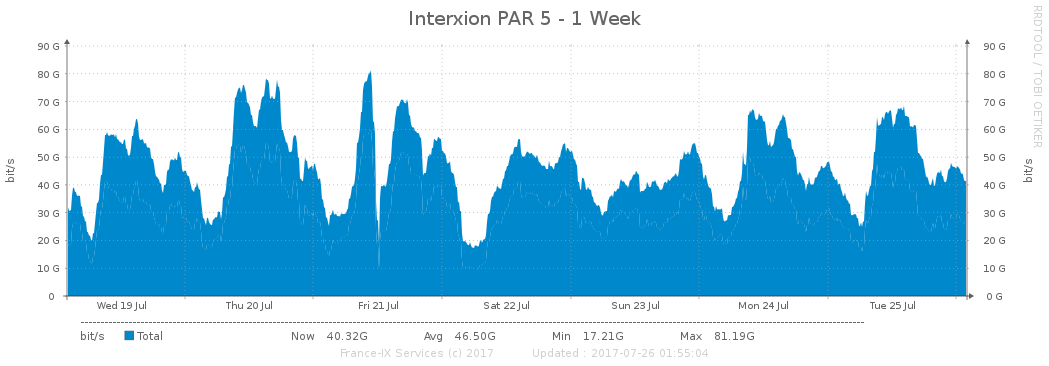 Interxion PAR 5 - 1 Week
RRDTOOL / TOBI OETIKER
bit/s
bit/s
90 G 90 G
80 G 80 G
70 G 70 G
60 G 60 G
50 G 50 G
40 G 40 G
30 G 30 G
20 G 20 G
10 G 10 G
0 0 G
Wed 19 Jul Thu 20 Jul Fri 21 Jul Sat 22 Jul Sun 23 Jul Mon 24 Jul Tue 25 Jul
bit/s Total Now 40.32G Avg 46.50G Min 17.21G Max 81.19G
France-IX Services (c) 2017 Updated : 2017-07-26 01:55:04